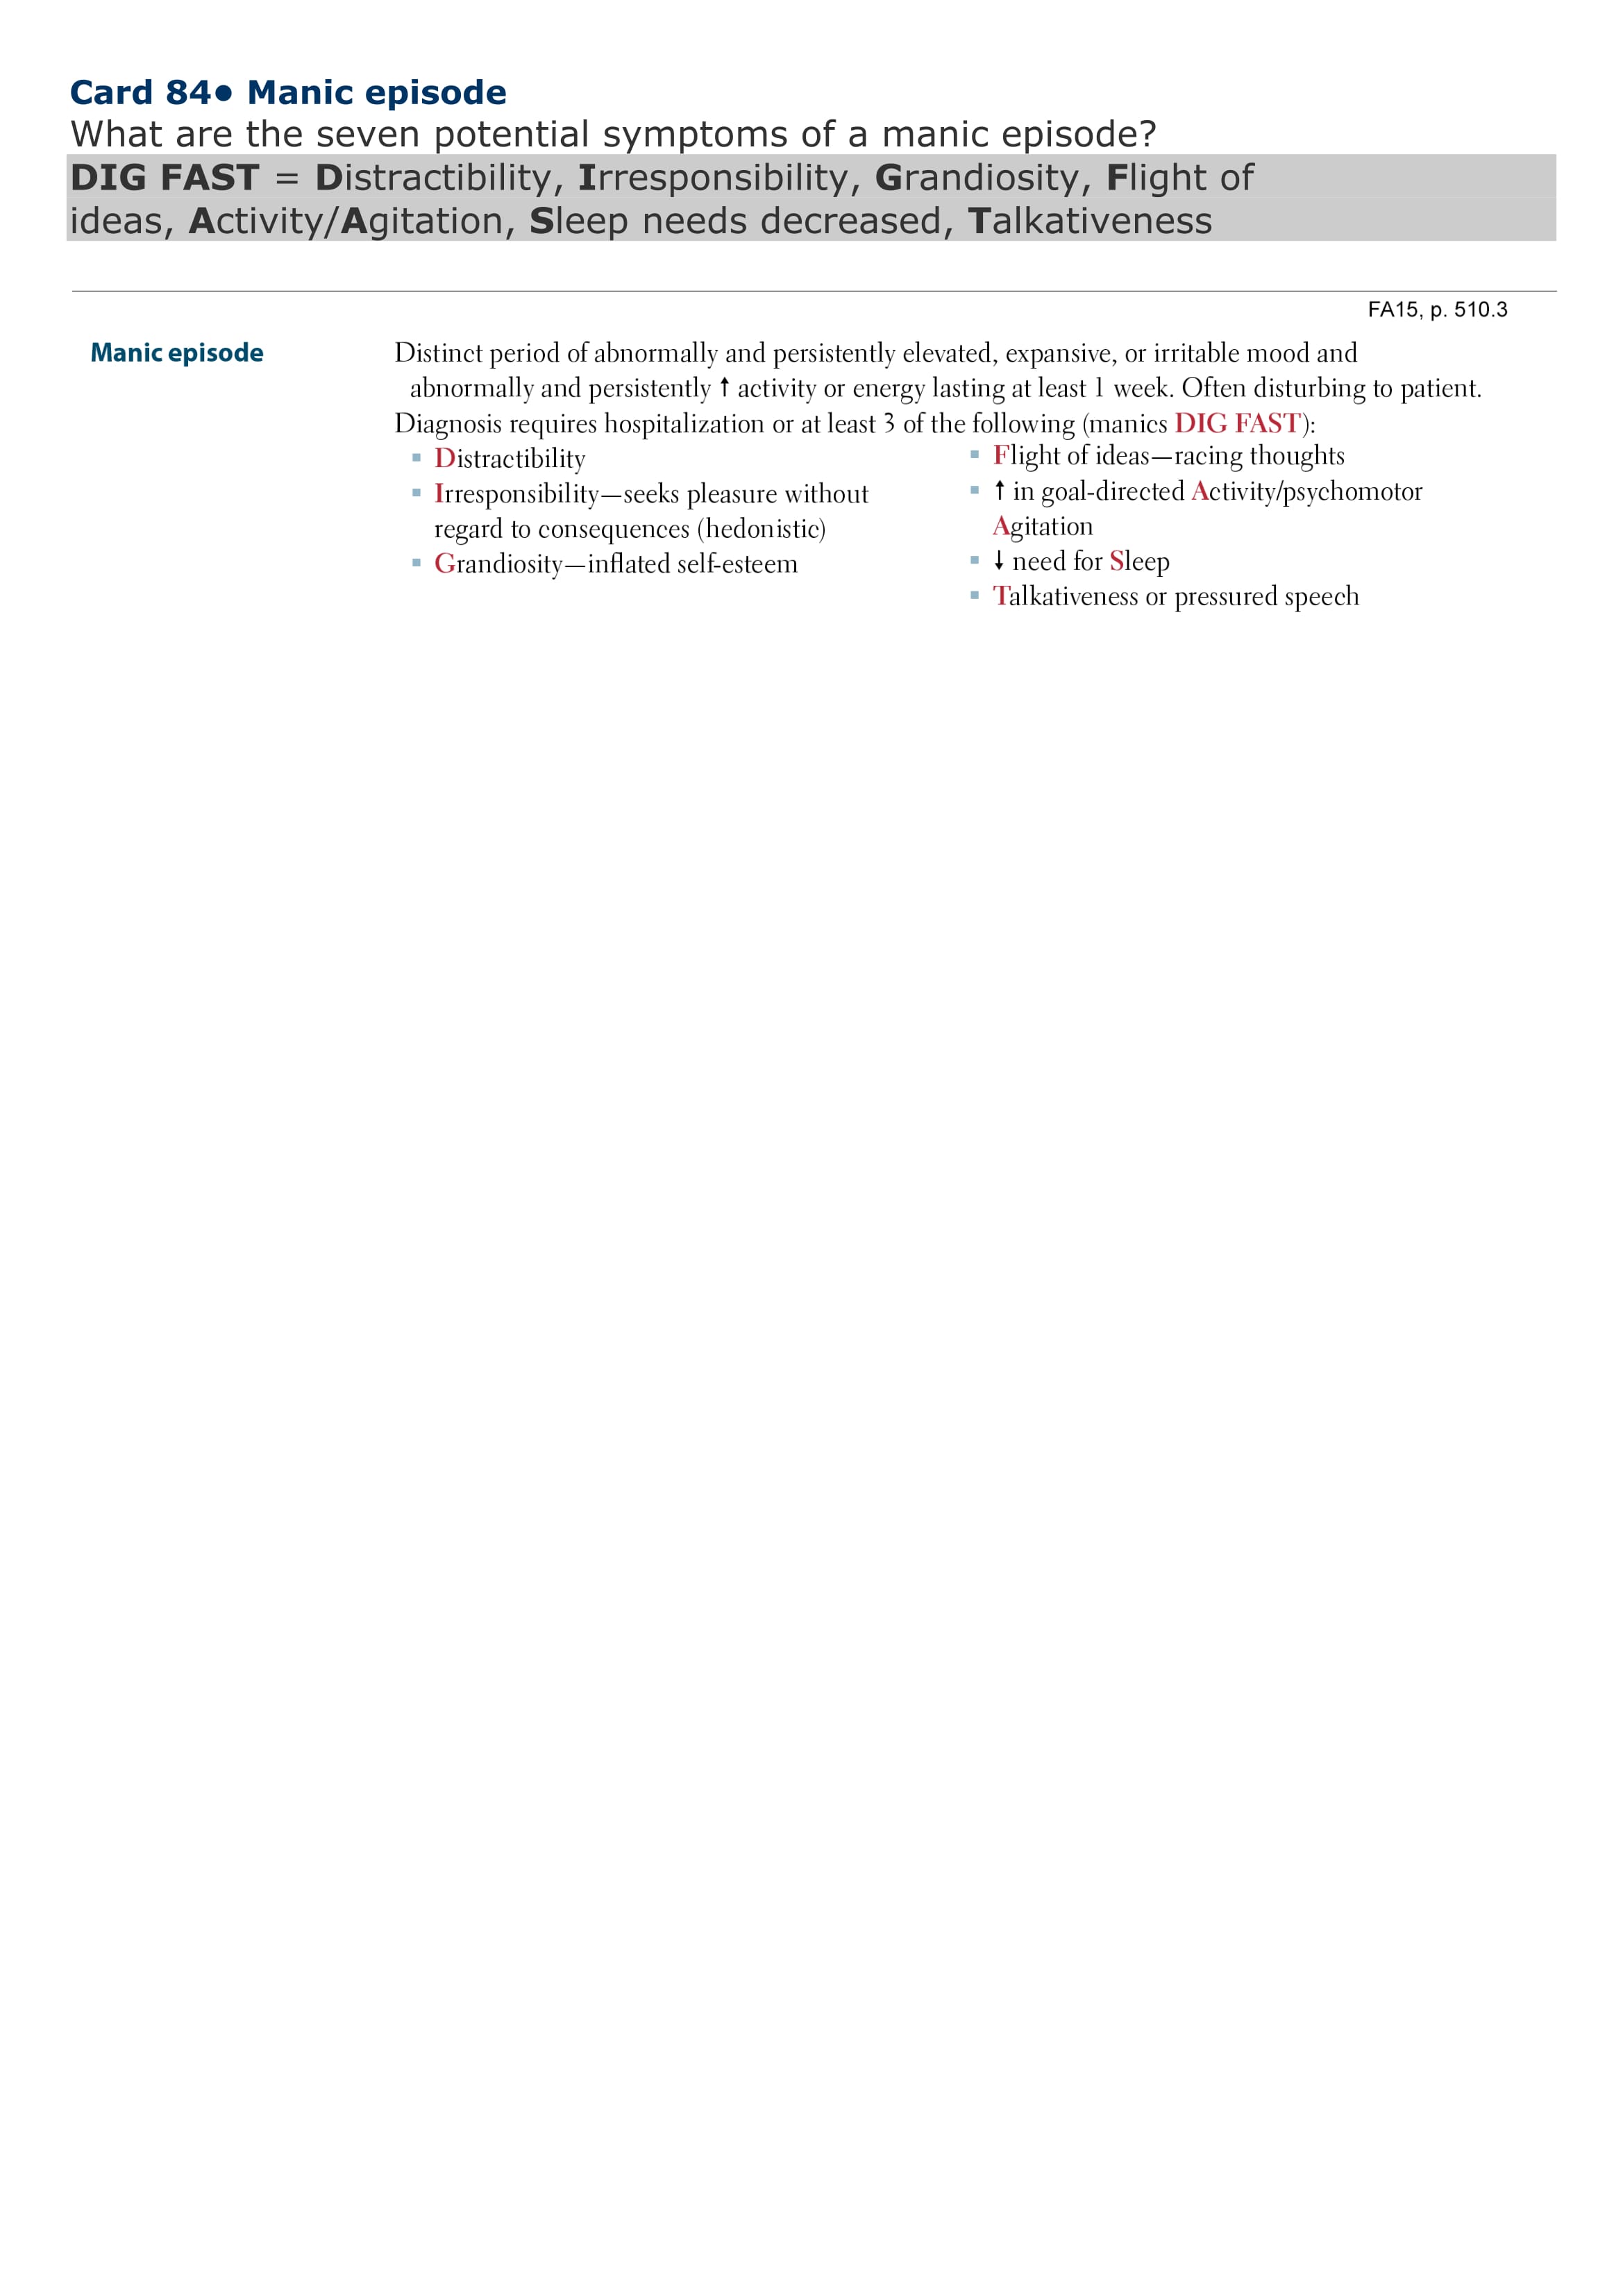 Card 84● Manic episode
What are the seven potential symptoms of a manic episode?
DIG FAST = Distractibility, Irresponsibility, Grandiosity, Flight of
ideas, Activity/Agitation, Sleep needs decreased, Talkativeness
FA15, p. 510.3
Manic episode
Distinct period of abnormally and persistently elevated, expansive, or irritable mood and
abnormally and persistently ↑ activity or energy lasting at least 1 week. Often disturbing to patient.
Diagnosis requires hospitalization or at least 3 of the following (manics DIG FAST):
▪ Distractibility
▪ Irresponsibility—seeks pleasure without
regard to consequences (hedonistic)
▪ Grandiosity—inflated self-esteem
▪ Flight of ideas—racing thoughts
▪ ↑ in goal-directed Activity/psychomotor
Agitation
▪ ↓ need for Sleep
▪ Talkativeness or pressured speech